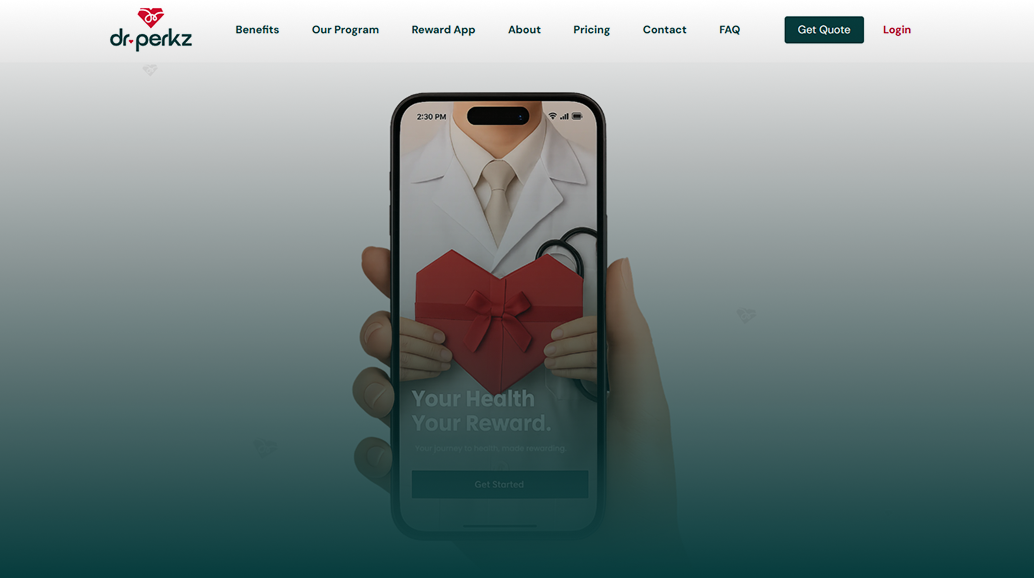 dr.perkz
Benefits
Our Program
Reward App
About
Pricing
Contact
FAQ
Get Quote
Login
2:30 PM
Your Health
Your Reward.
Your journey to health, made rewarding
Get Started